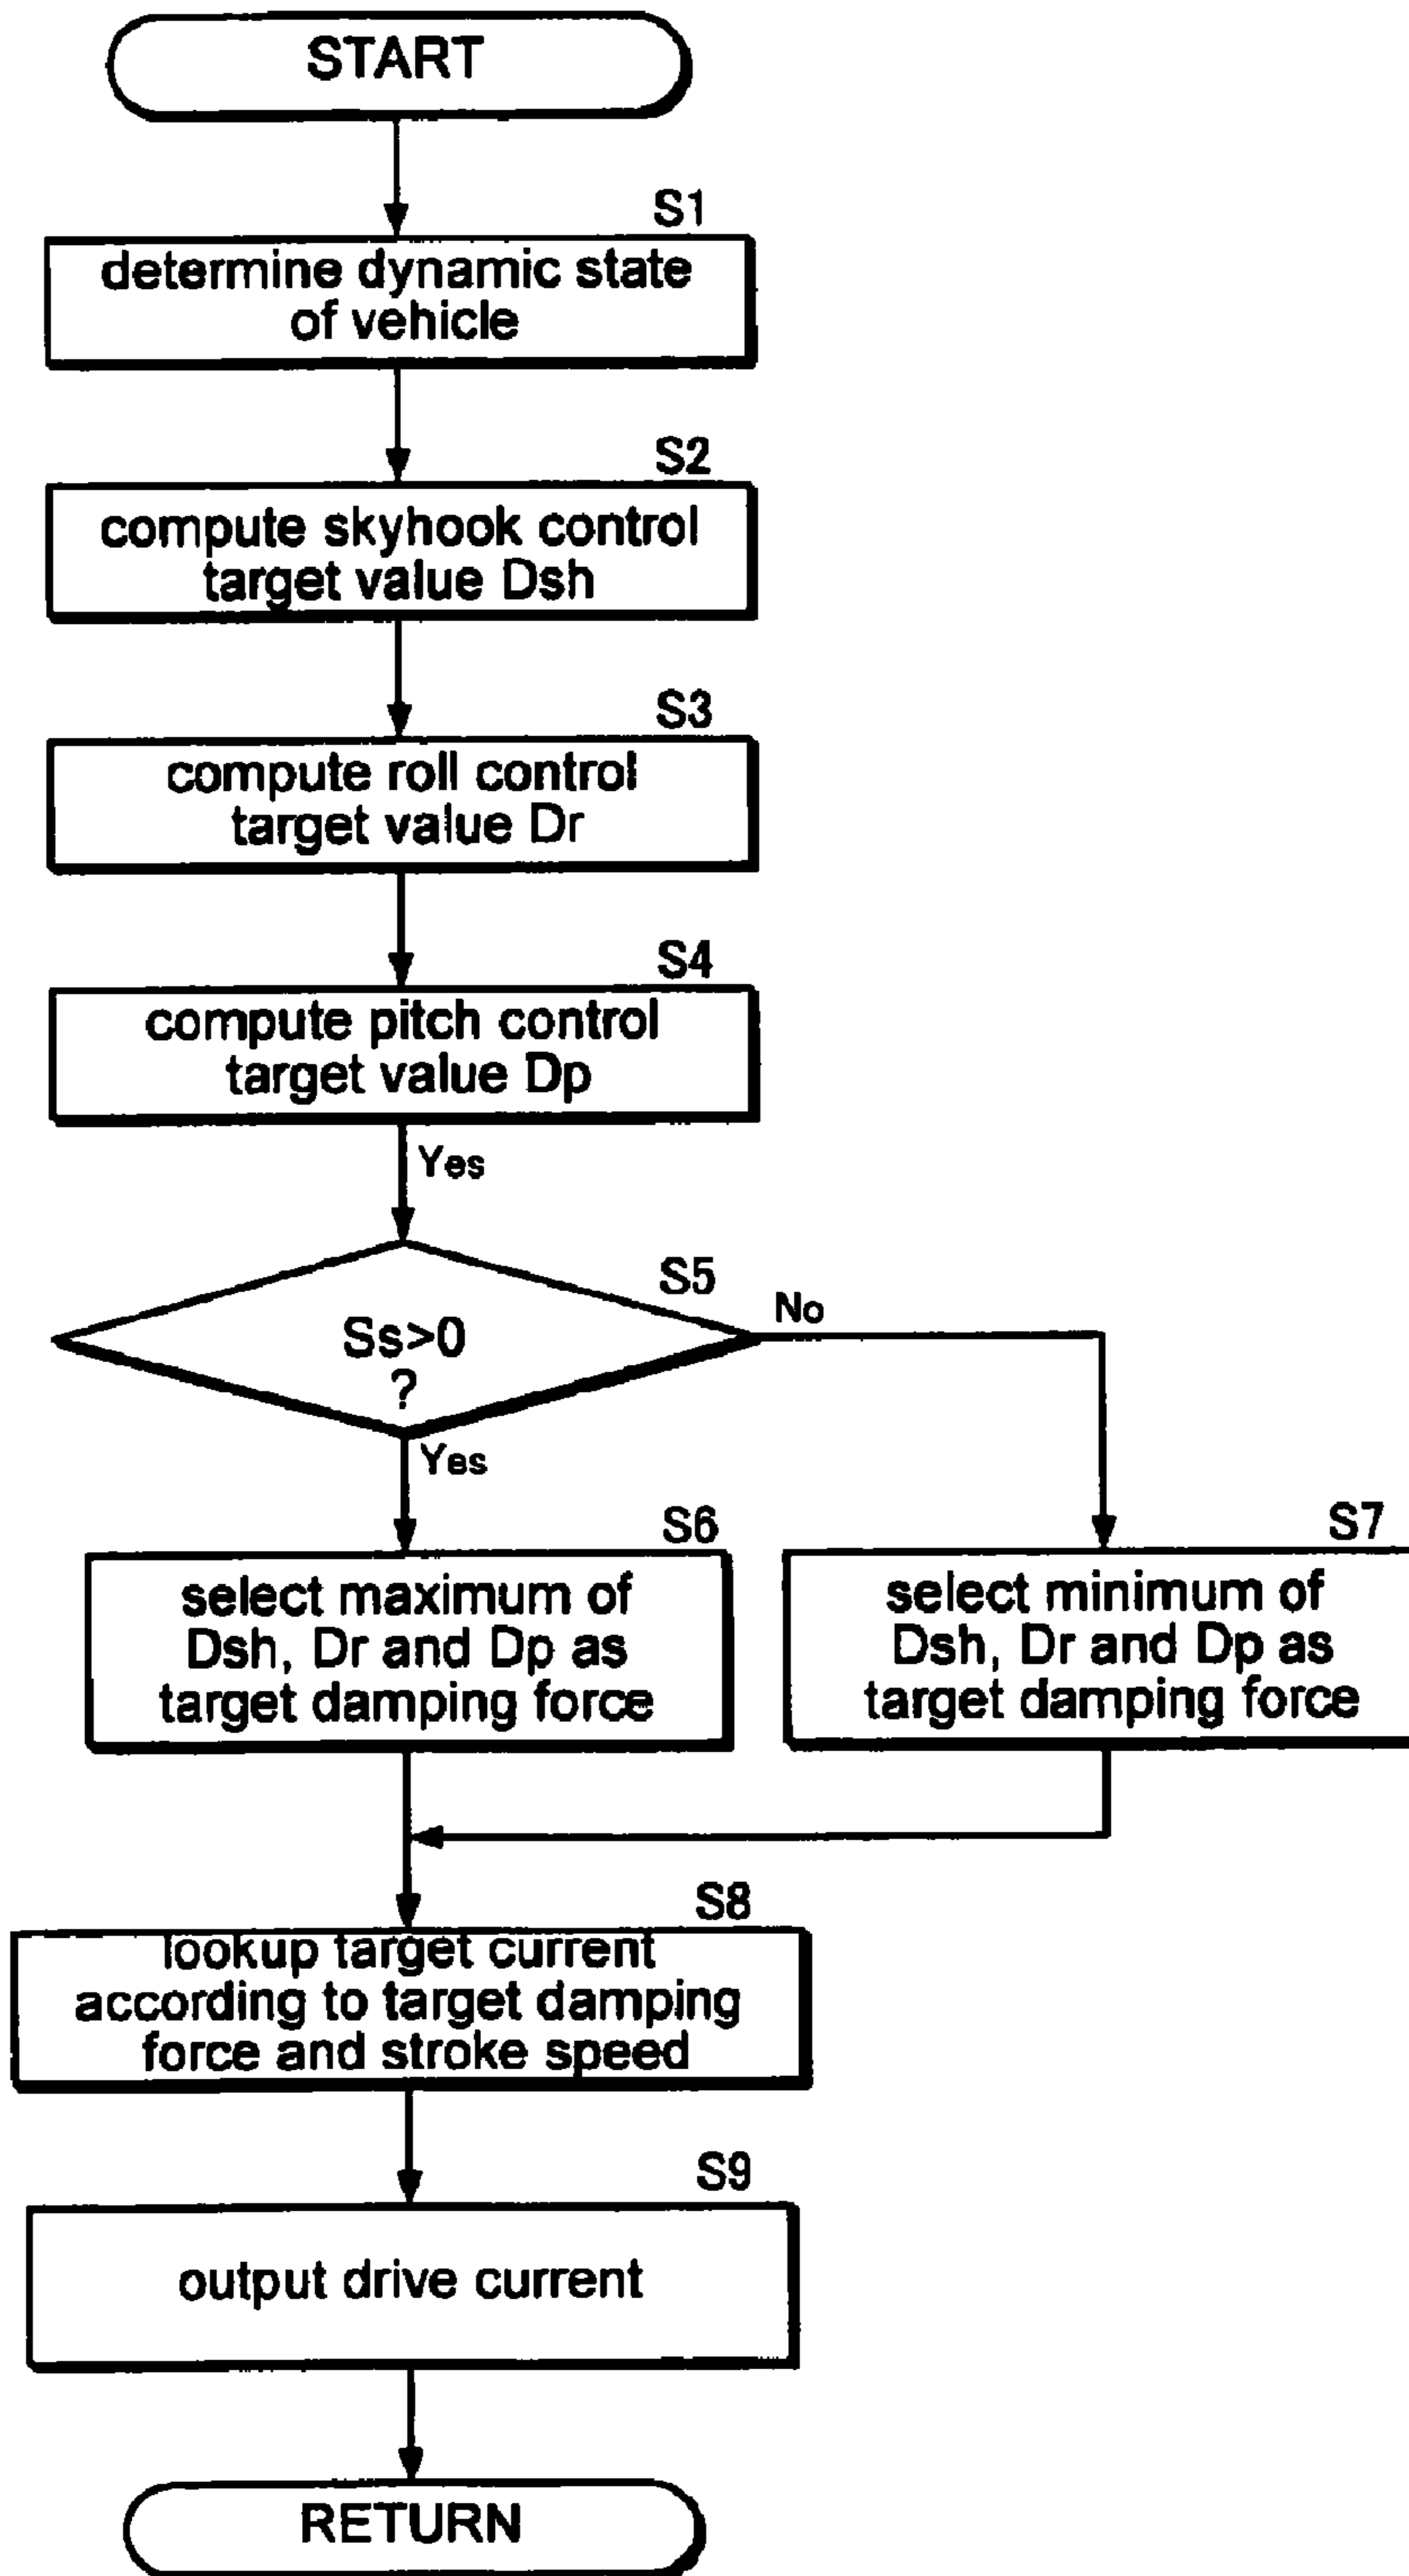 START
S1
determine dynamic state
of vehicle
S2
compute skyhook control
target value Dsh
S3
compute roll control
target value Dr
S4
compute pitch control
target value Dp
Yes
S5
Ss>0
?
No
Yes
S6
select maximum of
Dsh, Dr and Dp as
target damping force
S7
select minimum of
Dsh, Dr and Dp as
target damping force
S8
lookup target current
according to target damping
force and stroke speed
S9
output drive current
RETURN